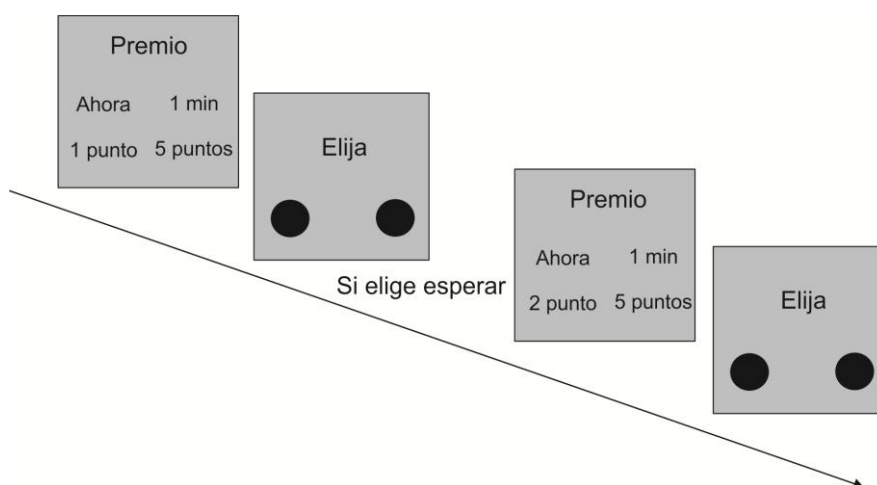 Premio
Ahora 1 min
1 punto 5 puntos
Elija
Si elige esperar
Premio
Ahora 1 min
2 punto 5 puntos
Elija